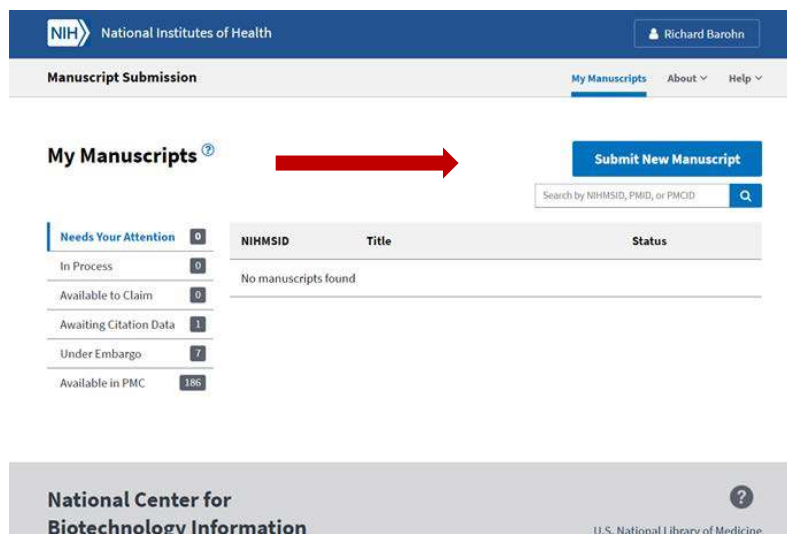 NIH National Institutes of Health Richard Barohn
Manuscript Submission My Manuscripts About Help
My Manuscripts ?
Submit New Manuscript
Search by NIHMSID, PMID, or PMCID
Needs Your Attention 0
NIHMSID Title Status
In Process 0
No manuscripts found
Available to Claim 0
Awaiting Citation Data 1
Under Embargo 7
Available in PMC 186
National Center for ?
Biotechnology Information U.S. National Library of Medicine